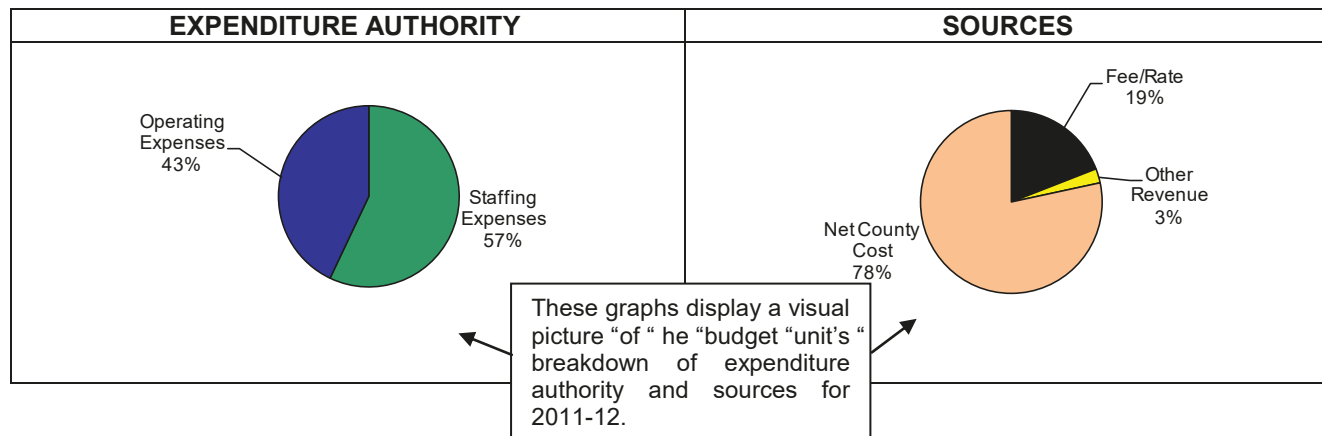 EXPENDITURE AUTHORITY
SOURCES
Operating
Expenses
43%
Staffing
Expenses
57%
Fee/Rate
19%
Other
Revenue
3%
Net County
Cost
78%
These graphs display a visual
picture “of “ he “budget “unit’s “
breakdown of expenditure
authority and sources for
2011-12.